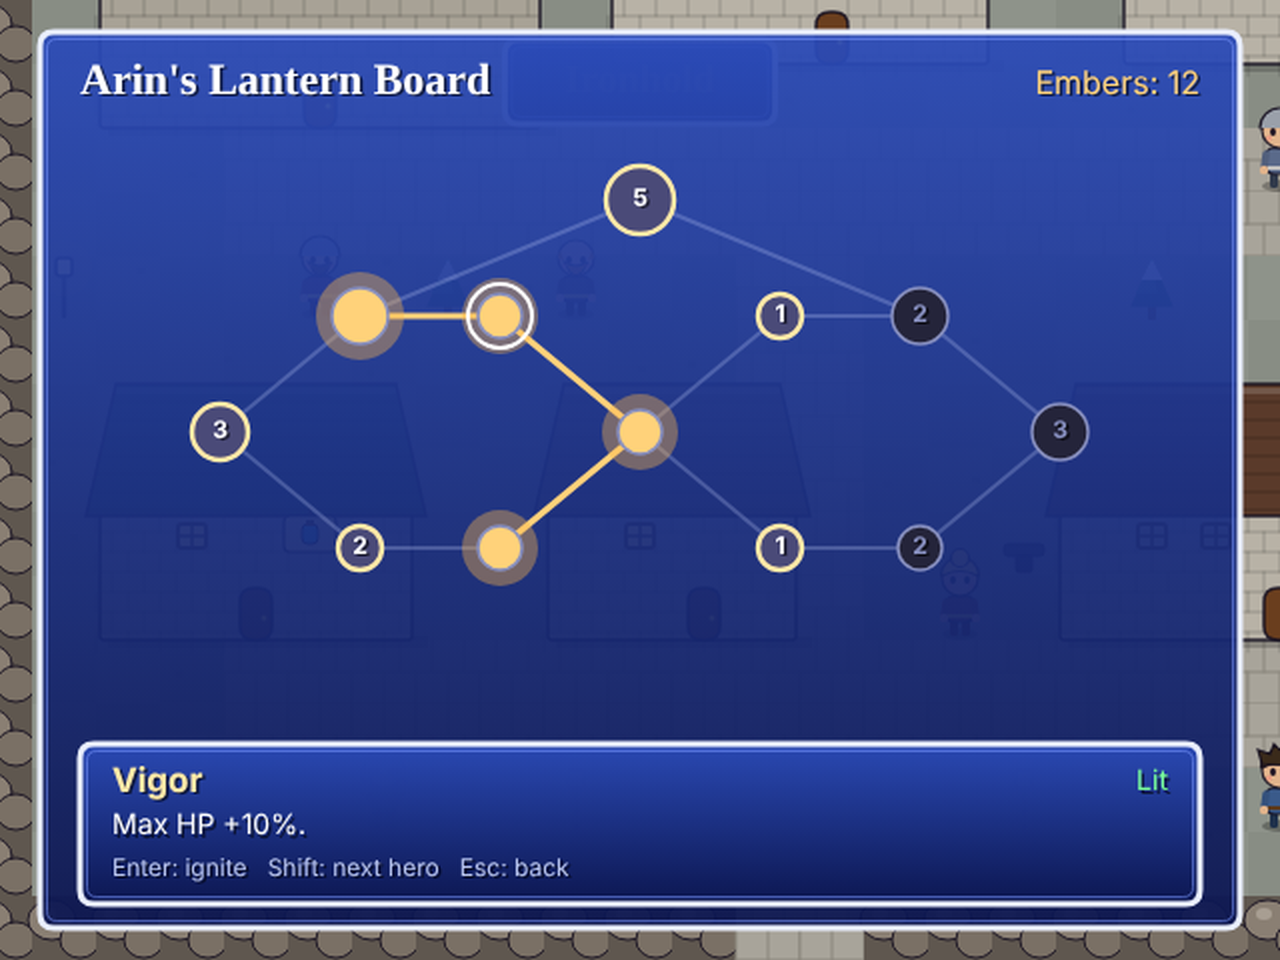 Arin's Lantern Board
Embers: 12
5
1
2
3
3
2
1
2
Vigor
Lit
Max HP +10%.
Enter: ignite Shift: next hero Esc: back